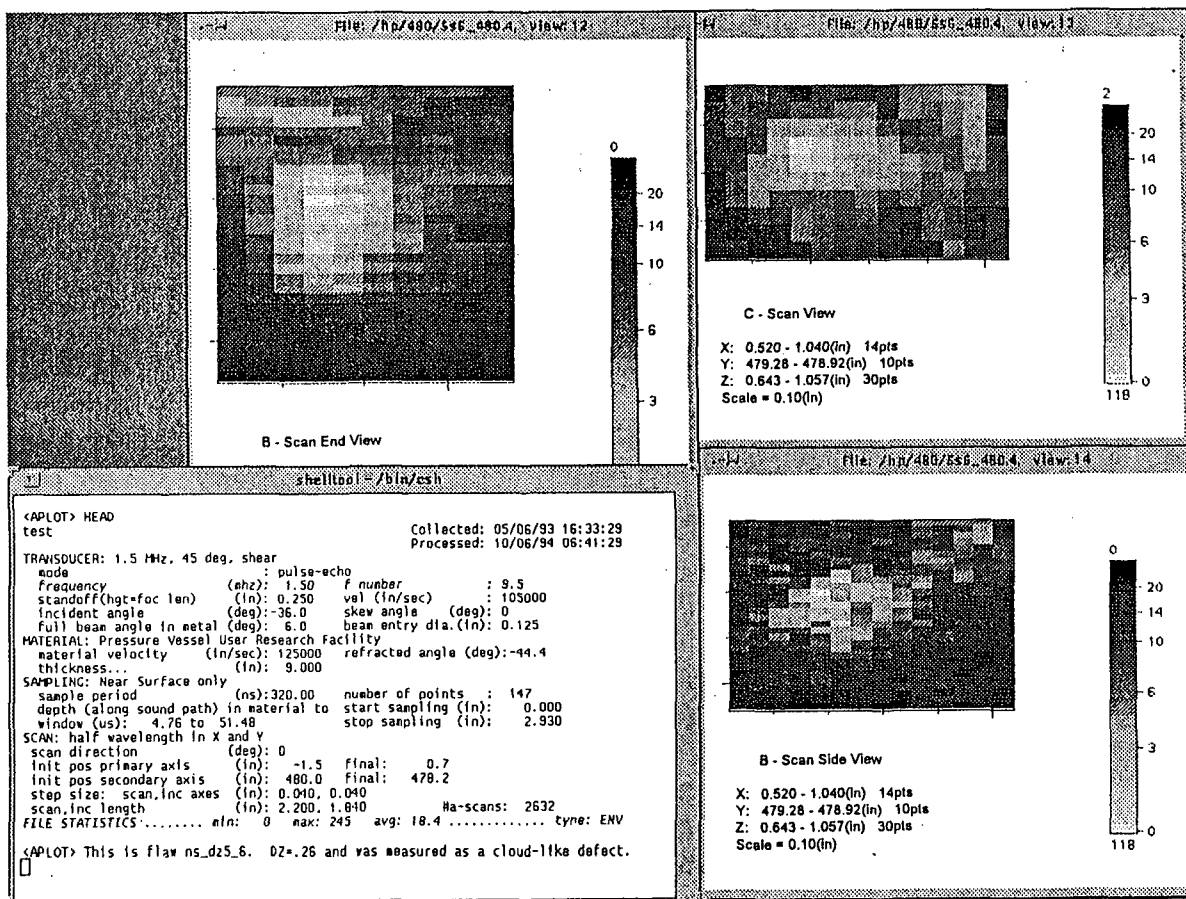 File: /hp/480/Ss6_480.4, View:12
0
20
14
10
6
3
B - Scan End View
File: /hp/480/Ss6_480.4, View:13
2
20
14
10
6
3
0
118
C - Scan View
X: 0.520 - 1.040(in) 14pts
Y: 479.28 - 478.92(in) 10pts
Z: 0.643 - 1.057(in) 30pts
Scale = 0.10(in)
shelltool - /bin/csh
<APLOT> HEAD
test Collected: 05/06/93 16:33:29
Processed: 10/06/94 06:41:29
TRANSDUCER: 1.5 MHz, 45 deg, shear
mode : pulse-echo
frequency (mhz): 1.50 f number : 9.5
standoff(hgt=foc len) (in): 0.250 vel (in/sec) : 105000
incident angle (deg):-36.0 skew angle (deg): 0
full beam angle in metal (deg): 6.0 beam entry dia.(in): 0.125
MATERIAL: Pressure Vessel User Research Facility
material velocity (in/sec): 125000 refracted angle (deg):-44.4
thickness... (in): 9.000
SAMPLING: Near Surface only
sample period (ns):320.00 number of points : 147
depth (along sound path) in material to start sampling (in): 0.000
window (us): 4.76 to 51.48 stop sampling (in): 2.930
SCAN: half wavelength in X and Y
scan direction (deg): 0
init pos primary axis (in): -1.5 final: 0.7
init pos secondary axis (in): 480.0 final: 478.2
step size: scan,inc axes (in): 0.040, 0.040
scan,inc length (in): 2.200, 1.840 #a-scans: 2632
FILE STATISTICS ........ min: 0 max: 245 avg: 18.4 ............. type: ENV
<APLOT> This is flaw ns_dz5_6. DZ=.26 and was measured as a cloud-like defect.
File: /hp/480/Ss6_480.4, View:14
0
20
14
10
6
3
0
118
B - Scan Side View
X: 0.520 - 1.040(in) 14pts
Y: 479.28 - 478.92(in) 10pts
Z: 0.643 - 1.057(in) 30pts
Scale = 0.10(in)